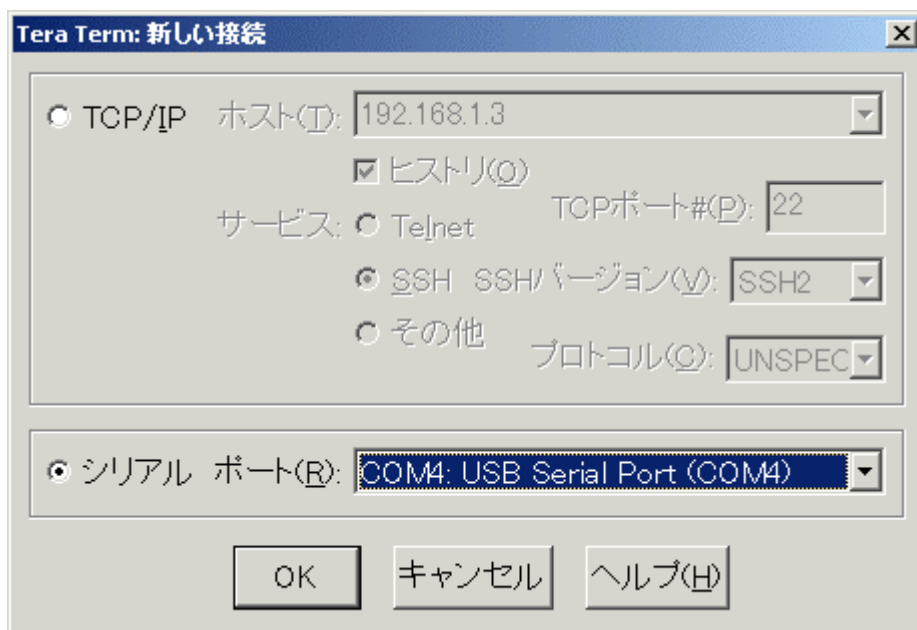 Tera Term: 新しい接続
TCP/IP ホスト(T): 192.168.1.3
ヒストリ(O)
サービス: Telnet TCPポート#(P): 22
SSH SSHバージョン(V): SSH2
その他 プロトコル(C): UNSPEC
シリアル ポート(R): COM4: USB Serial Port (COM4)
OK キャンセル ヘルプ(H)